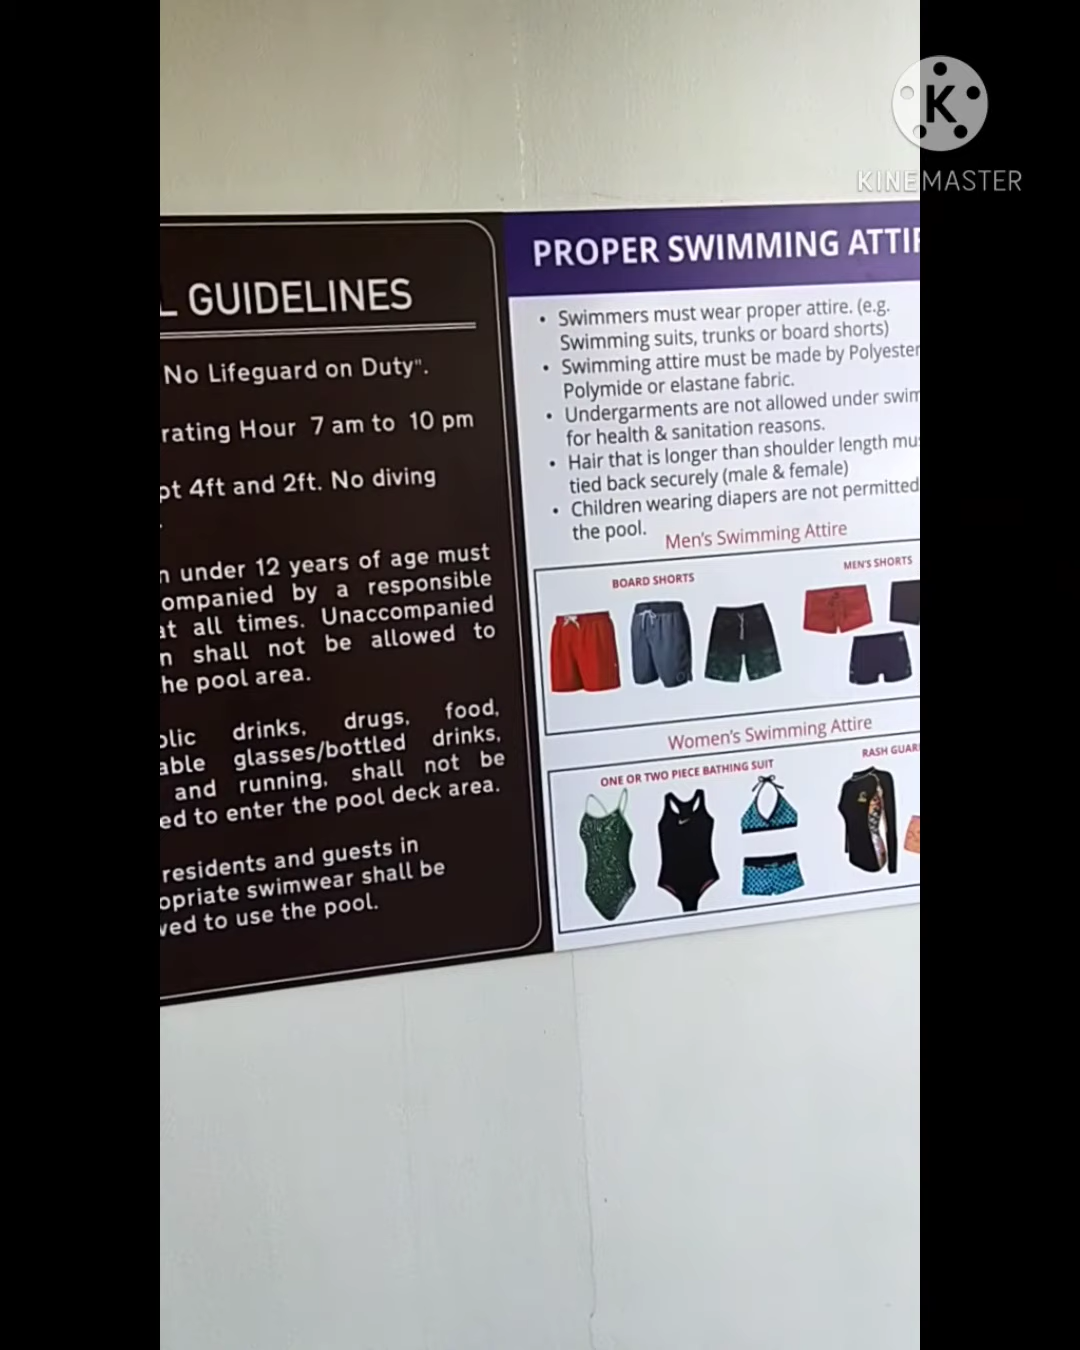 KINEMASTER
GUIDELINES
No Lifeguard on Duty".
rating Hour 7 am to 10 pm
pt 4ft and 2ft. No diving
n under 12 years of age must
ompanied by a responsible
at all times. Unaccompanied
n shall not be allowed to
he pool area.
olic drinks, drugs, food,
able glasses/bottled drinks,
and running, shall not be
ed to enter the pool deck area.
residents and guests in
opriate swimwear shall be
wed to use the pool.
PROPER SWIMMING ATTI
• Swimmers must wear proper attire. (e.g.
Swimming suits, trunks or board shorts)
• Swimming attire must be made by Polyester
Polymide or elastane fabric.
• Undergarments are not allowed under swim
for health & sanitation reasons.
• Hair that is longer than shoulder length mu
tied back securely (male & female)
• Children wearing diapers are not permitted
the pool.
Men's Swimming Attire
BOARD SHORTS
MEN'S SHORTS
Women's Swimming Attire
ONE OR TWO PIECE BATHING SUIT
RASH GUAR